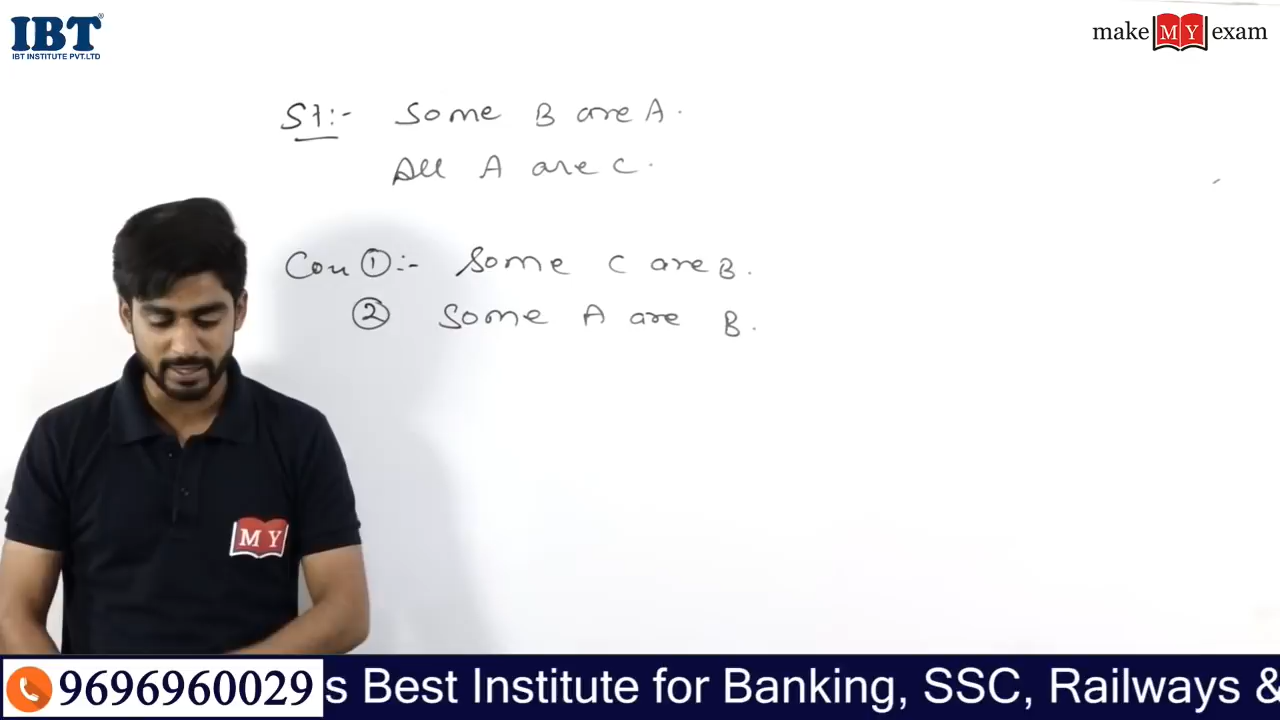 IBT
IBT INSTITUTE PVT.LTD
make MY exam
St:- Some B are A.
All A are C.
Con ① :- Some C are B.
② Some A are B.
MY
9696960029 s Best Institute for Banking, SSC, Railways &